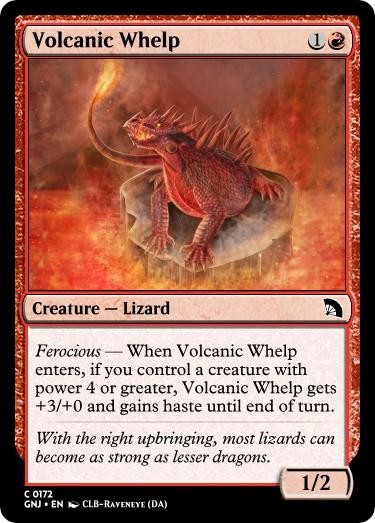 Volcanic Whelp 1
Creature — Lizard
Ferocious — When Volcanic Whelp
enters, if you control a creature with
power 4 or greater, Volcanic Whelp gets
+3/+0 and gains haste until end of turn.
With the right upbringing, most lizards can
become as strong as lesser dragons.
1/2
C 0172
GNJ • EN CLB-Raveneye (DA)